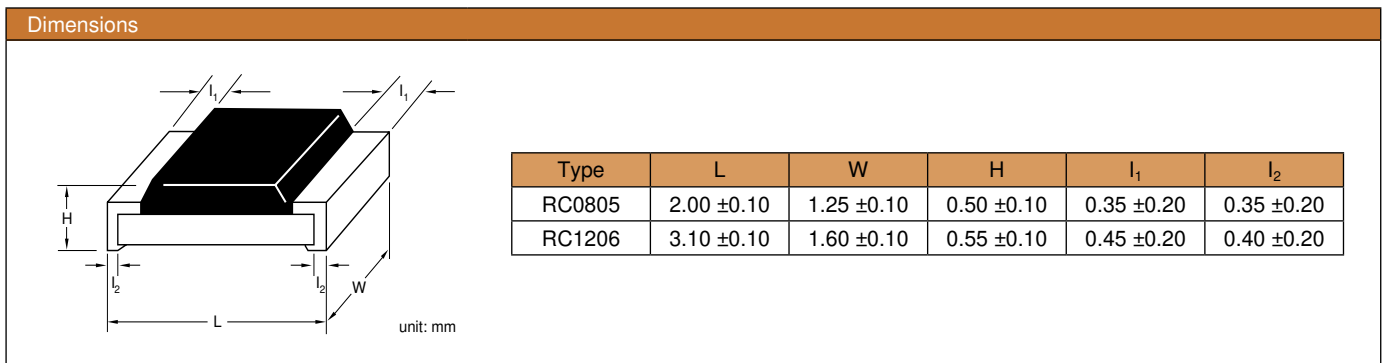 Dimensions
l₁ l₁
H
l₂ l₂ W
L
unit: mm
Type L W H l₁ l₂
RC0805 2.00 ±0.10 1.25 ±0.10 0.50 ±0.10 0.35 ±0.20 0.35 ±0.20
RC1206 3.10 ±0.10 1.60 ±0.10 0.55 ±0.10 0.45 ±0.20 0.40 ±0.20